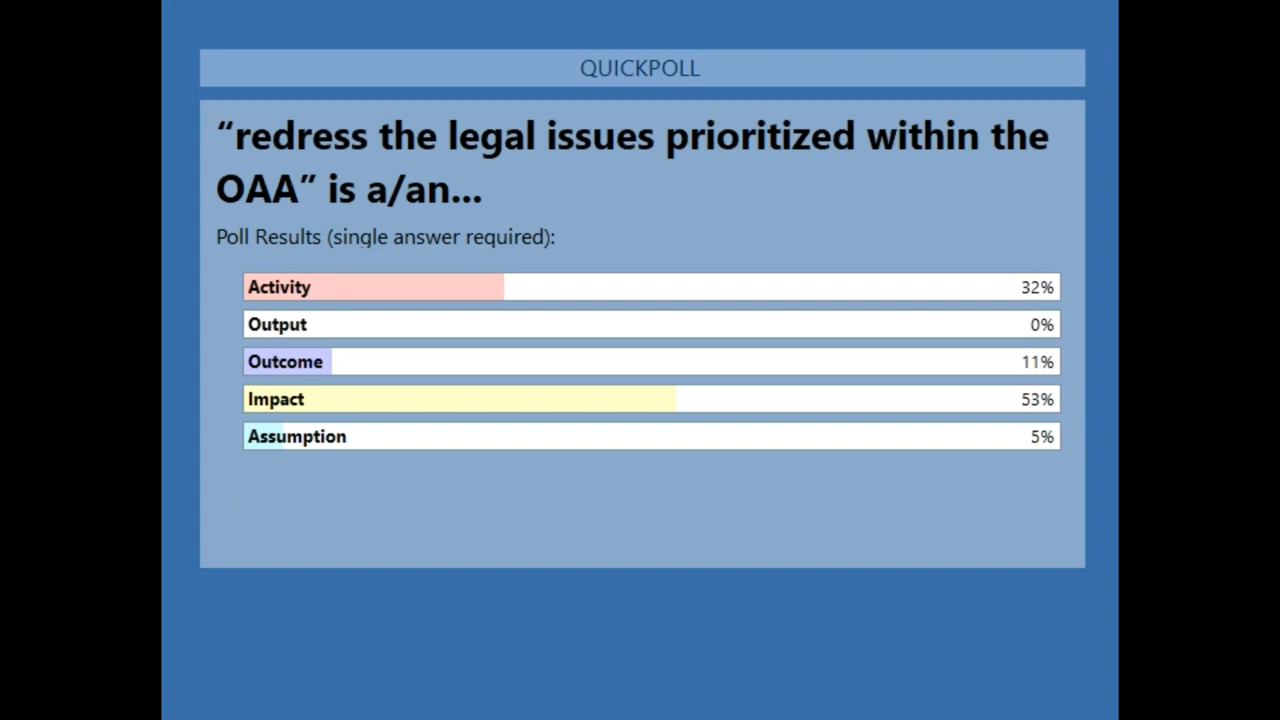 QUICKPOLL
“redress the legal issues prioritized within the
OAA” is a/an...
Poll Results (single answer required):
Activity 32%
Output 0%
Outcome 11%
Impact 53%
Assumption 5%